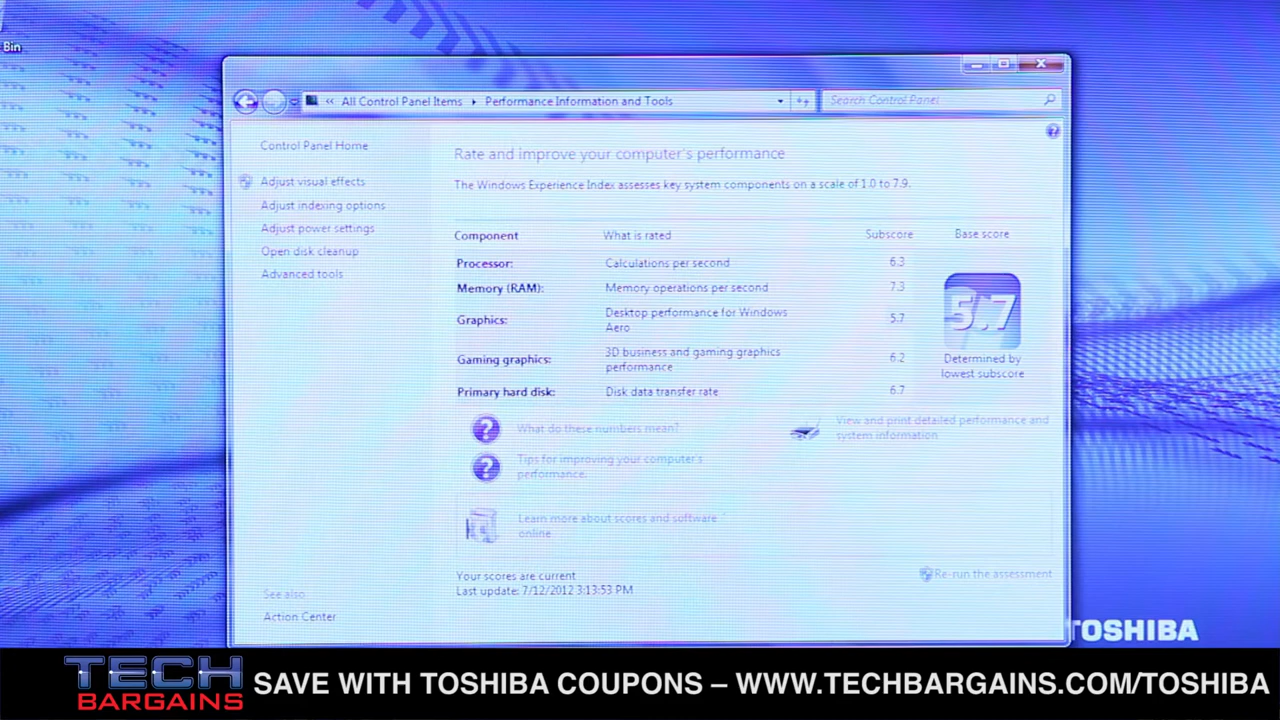 Bin
All Control Panel Items
Performance Information and Tools
Search Control Panel
Control Panel Home
Adjust visual effects
Adjust indexing options
Adjust power settings
Open disk cleanup
Advanced tools
Rate and improve your computer's performance
The Windows Experience Index assesses key system components on a scale of 1.0 to 7.9.
Component What is rated Subscore Base score
Processor: Calculations per second 6.3
Memory (RAM): Memory operations per second 7.3
Graphics: Desktop performance for Windows
Aero 5.7
Gaming graphics: 3D business and gaming graphics
performance 6.2
Primary hard disk: Disk data transfer rate 6.7
5.7
Determined by
lowest subscore
What do these numbers mean?
Tips for improving your computer's
performance.
View and print detailed performance and
system information
Learn more about scores and software
online
Your scores are current
Last update: 7/12/2012 3:13:53 PM
Re-run the assessment
See also
Action Center
TOSHIBA
TECH
BARGAINS
SAVE WITH TOSHIBA COUPONS – WWW.TECHBARGAINS.COM/TOSHIBA